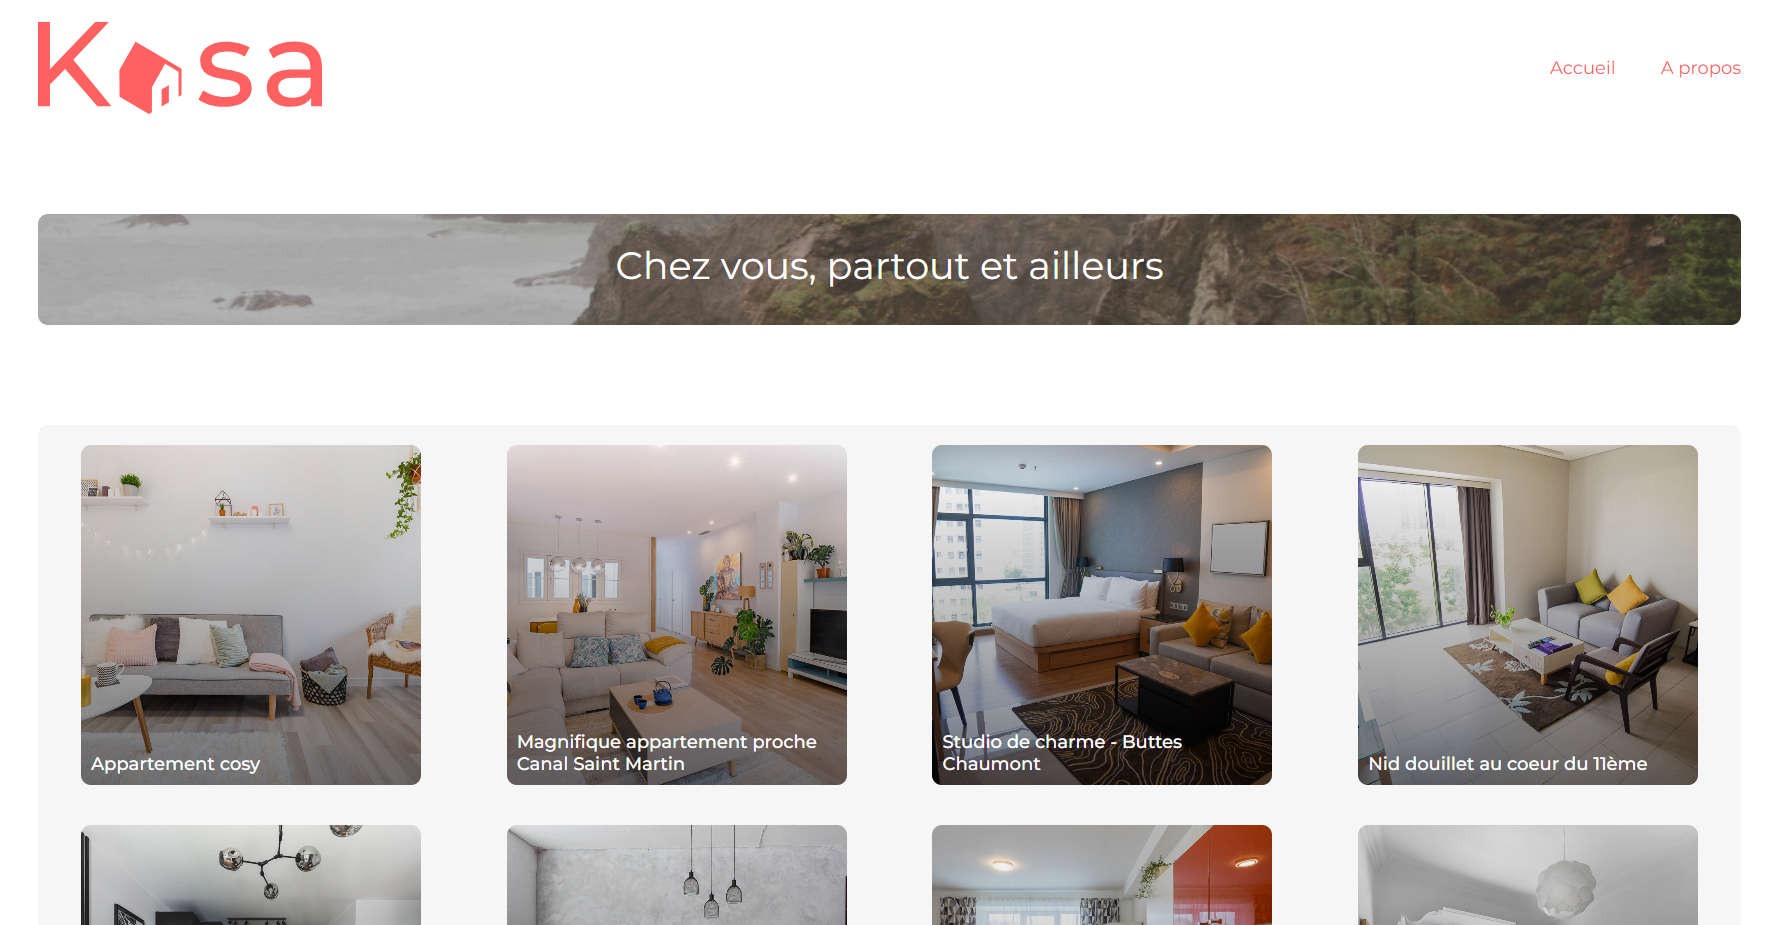 Kasa
Accueil
A propos
Chez vous, partout et ailleurs
Appartement cosy
Magnifique appartement proche
Canal Saint Martin
Studio de charme - Buttes
Chaumont
Nid douillet au coeur du 11ème